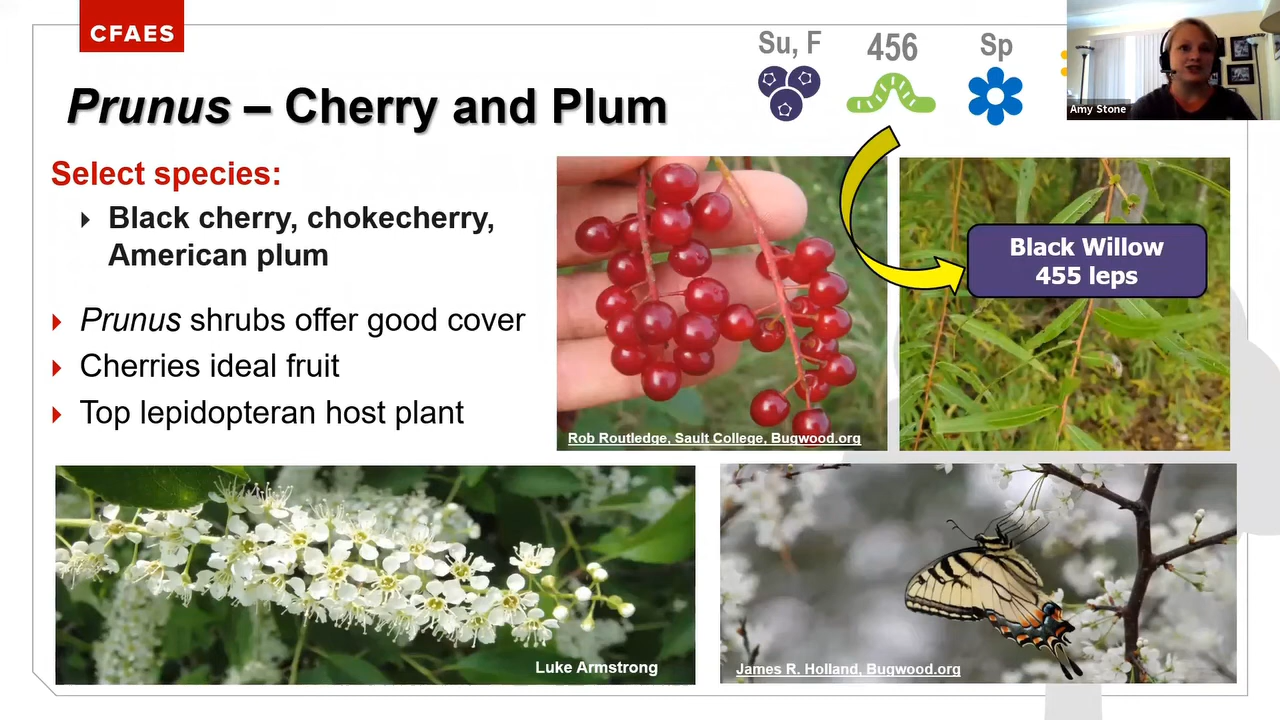 CFAES
Su, F
456
Sp
Amy Stone
Prunus – Cherry and Plum
Select species:
Black cherry, chokecherry,
American plum
Prunus shrubs offer good cover
Cherries ideal fruit
Top lepidopteran host plant
Black Willow
455 leps
Rob Routledge, Sault College, Bugwood.org
Luke Armstrong
James R. Holland, Bugwood.org